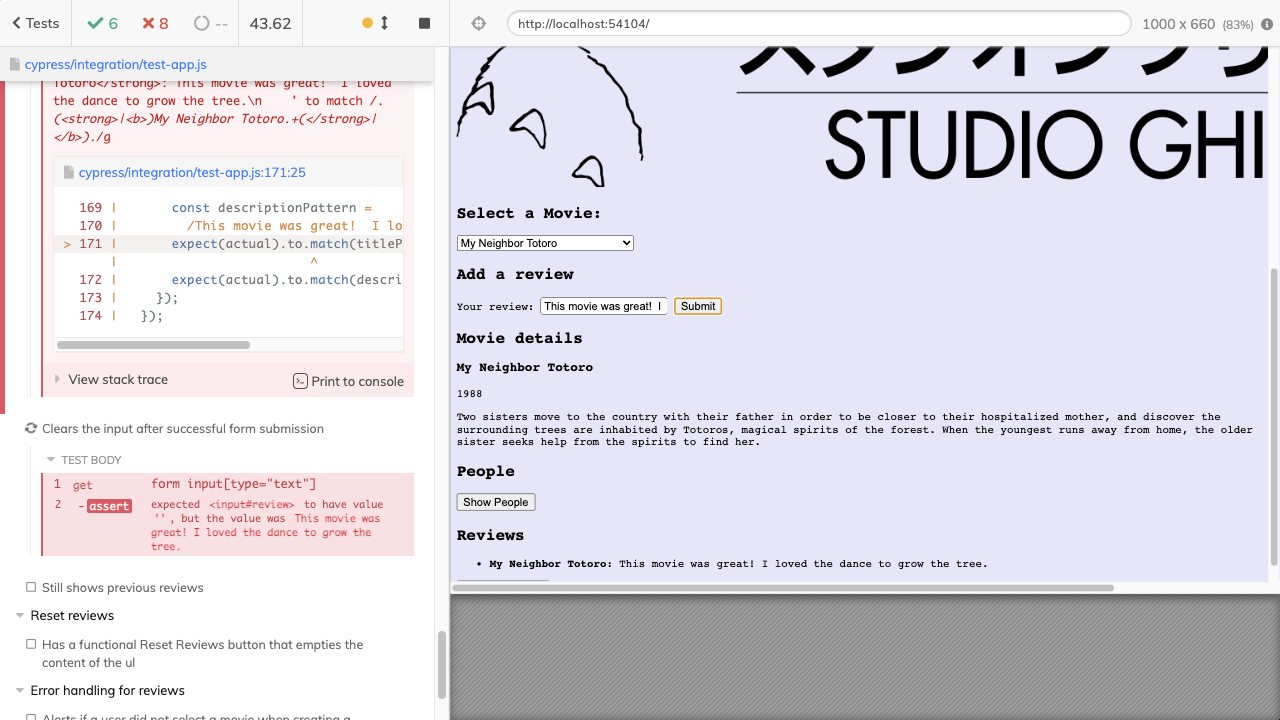 Tests
6
8
--
43.62
http://localhost:54104/
1000 x 660 (83%)
cypress/integration/test-app.js
Totoro</strong>: This movie was great!  I loved
the dance to grow the tree.\n    ' to match /.
(<strong>|<b>)My Neighbor Totoro.+(</strong>|
</b>)./g
cypress/integration/test-app.js:171:25
169 |       const descriptionPattern =
170 |         /This movie was great!  I lo
> 171 |       expect(actual).to.match(titleP
|                         ^
172 |       expect(actual).to.match(descri
173 |     });
174 |   });
View stack trace
Print to console
Clears the input after successful form submission
TEST BODY
1 get form input[type="text"]
2 -assert expected <input#review> to have value
'', but the value was This movie was
great! I loved the dance to grow the
tree.
Still shows previous reviews
Reset reviews
Has a functional Reset Reviews button that empties the
content of the ul
Error handling for reviews
Alerts if a user did not select a movie when creating a
スタジオジブリ
STUDIO GHI
Select a Movie:
My Neighbor Totoro
Add a review
Your review: This movie was great!  I Submit
Movie details
My Neighbor Totoro
1988
Two sisters move to the country with their father in order to be closer to their hospitalized mother, and discover the
surrounding trees are inhabited by Totoros, magical spirits of the forest. When the youngest runs away from home, the older
sister seeks help from the spirits to find her.
People
Show People
Reviews
• My Neighbor Totoro: This movie was great! I loved the dance to grow the tree.